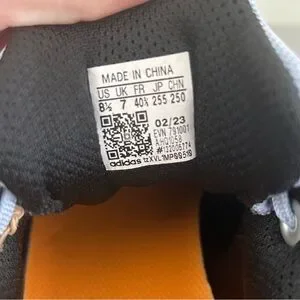 MADE IN CHINA
US UK FR JP CHN
8½ 7 40⅔ 255 250
02/23
EVN 791001
adidas